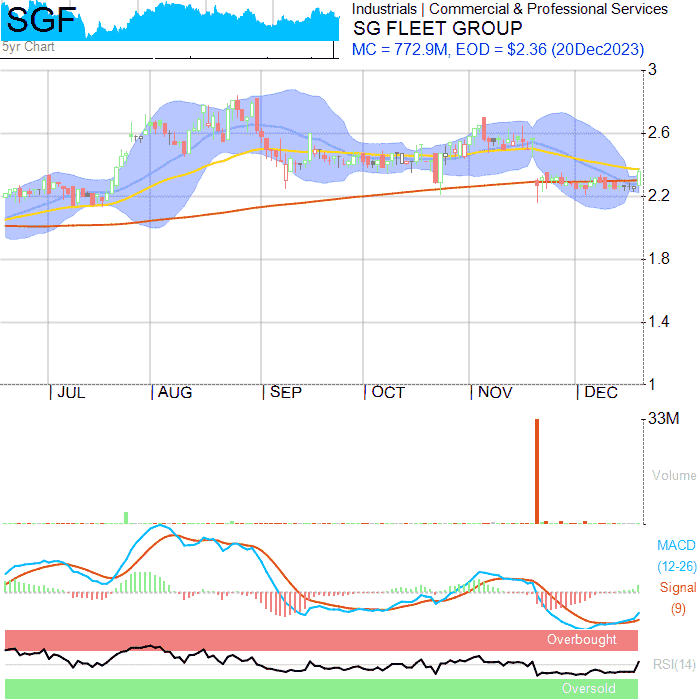 SGF
5yr Chart
Industrials | Commercial & Professional Services
SG FLEET GROUP
MC = 772.9M, EOD = $2.36 (20Dec2023)
3
2.6
2.2
1.8
1.4
1
JUL AUG SEP OCT NOV DEC
33M
Volume
MACD
(12-26)
Signal
(9)
Overbought
RSI(14)
Oversold